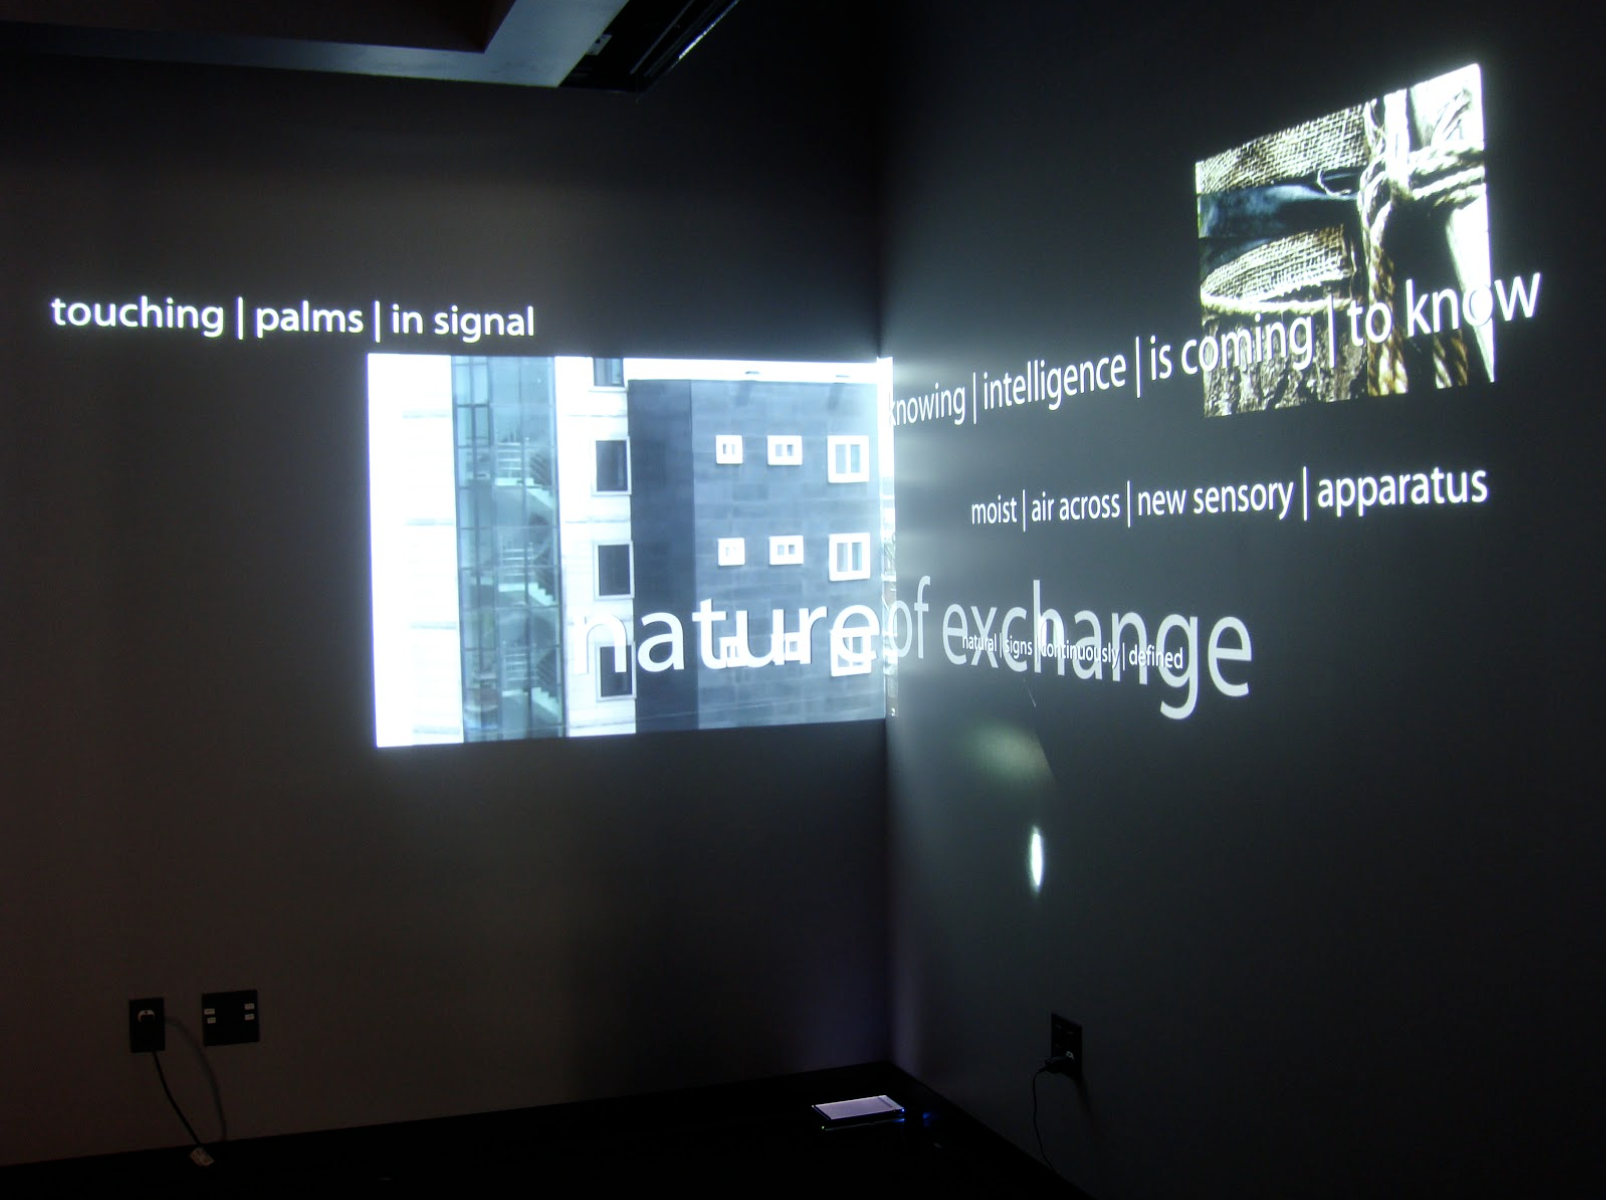 touching | palms | in signal
knowing | intelligence | is coming | to know
moist | air across | new sensory | apparatus
nature of exchange
natural | signs | continuously | defined